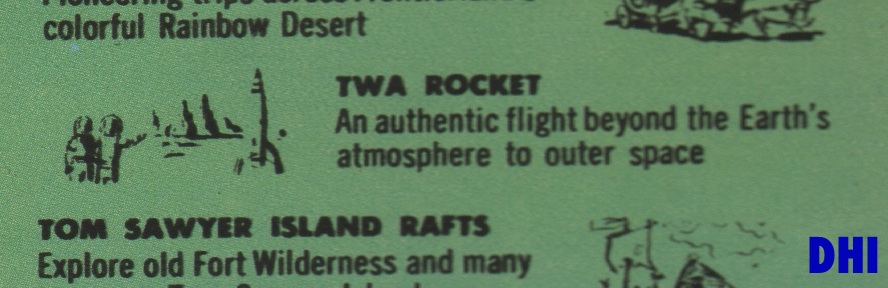 colorful Rainbow Desert
TWA ROCKET
An authentic flight beyond the Earth's
atmosphere to outer space
TOM SAWYER ISLAND RAFTS
Explore old Fort Wilderness and many
DHI